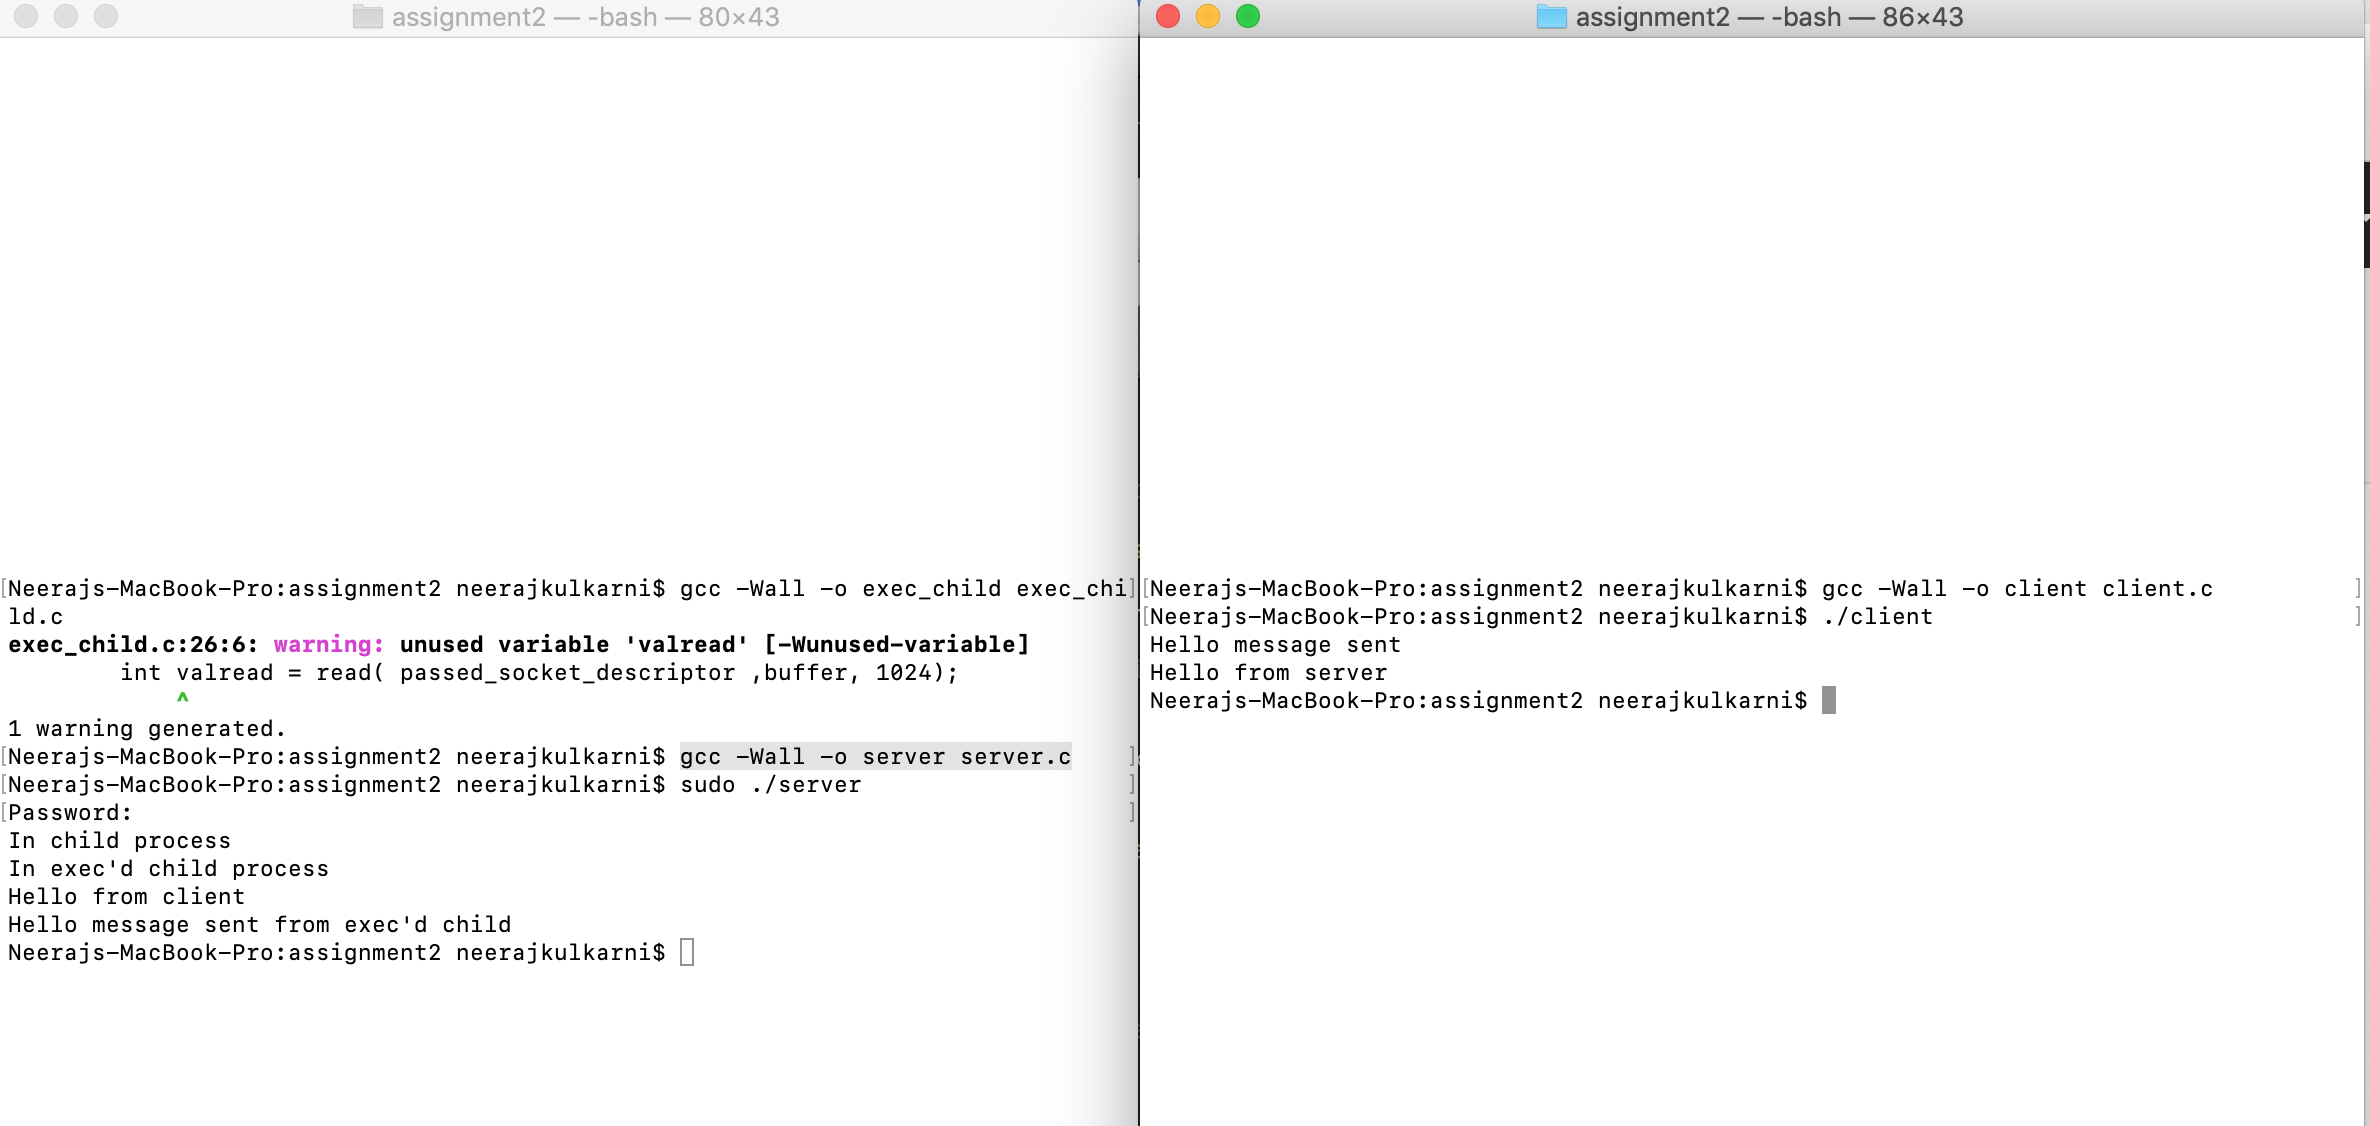 assignment2 — -bash — 80×43
[Neerajs-MacBook-Pro:assignment2 neerajkulkarni$ gcc -Wall -o exec_child exec_chi]
ld.c
exec_child.c:26:6: warning: unused variable 'valread' [-Wunused-variable]
        int valread = read( passed_socket_descriptor ,buffer, 1024);
            ^
1 warning generated.
[Neerajs-MacBook-Pro:assignment2 neerajkulkarni$ gcc -Wall -o server server.c    ]
[Neerajs-MacBook-Pro:assignment2 neerajkulkarni$ sudo ./server                   ]
[Password:                                                                       ]
In child process
In exec'd child process
Hello from client
Hello message sent from exec'd child
Neerajs-MacBook-Pro:assignment2 neerajkulkarni$
assignment2 — -bash — 86×43
[Neerajs-MacBook-Pro:assignment2 neerajkulkarni$ gcc -Wall -o client client.c          ]
[Neerajs-MacBook-Pro:assignment2 neerajkulkarni$ ./client                              ]
Hello message sent
Hello from server
Neerajs-MacBook-Pro:assignment2 neerajkulkarni$